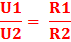 U1/U2 = R1/R2